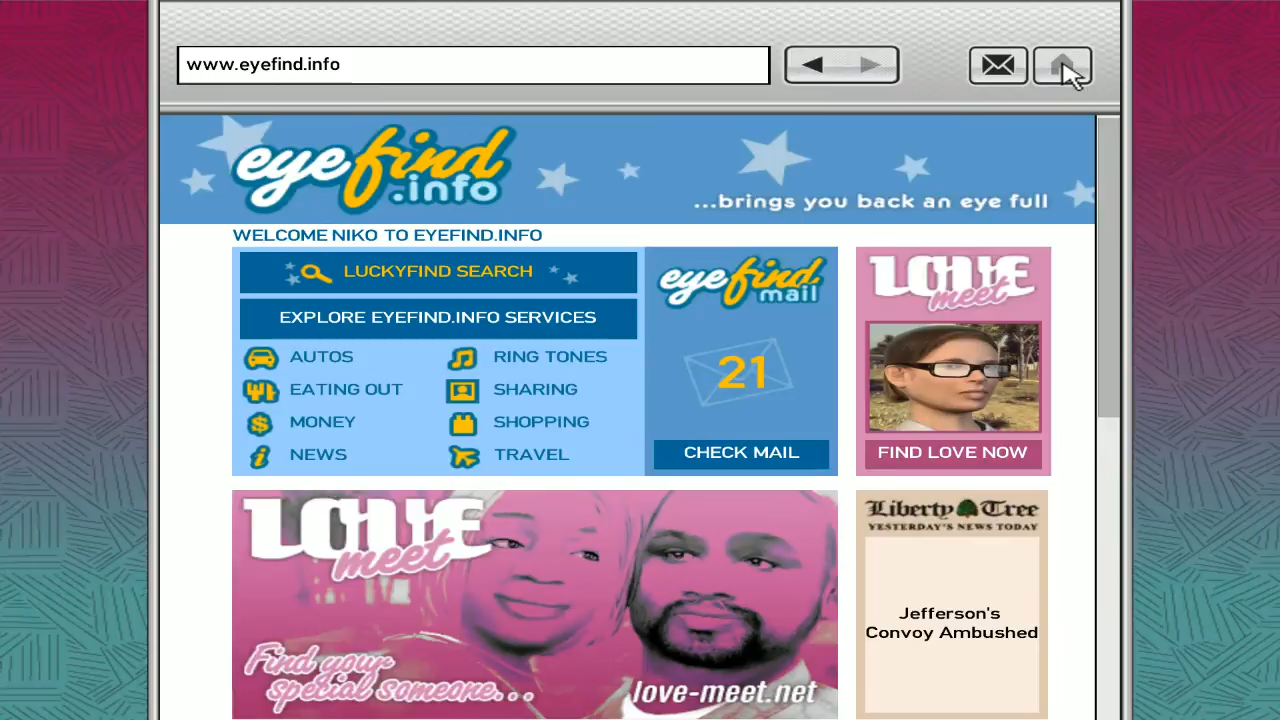 www.eyefind.info
eyefind
.info
...brings you back an eye full
WELCOME NIKO TO EYEFIND.INFO
LUCKYFIND SEARCH
EXPLORE EYEFIND.INFO SERVICES
AUTOS
RING TONES
EATING OUT
SHARING
MONEY
SHOPPING
NEWS
TRAVEL
eyefind
mail
21
CHECK MAIL
LOVE
meet
FIND LOVE NOW
LOVE
meet
Find your
special someone...
love-meet.net
Liberty Tree
YESTERDAY'S NEWS TODAY
Jefferson's
Convoy Ambushed